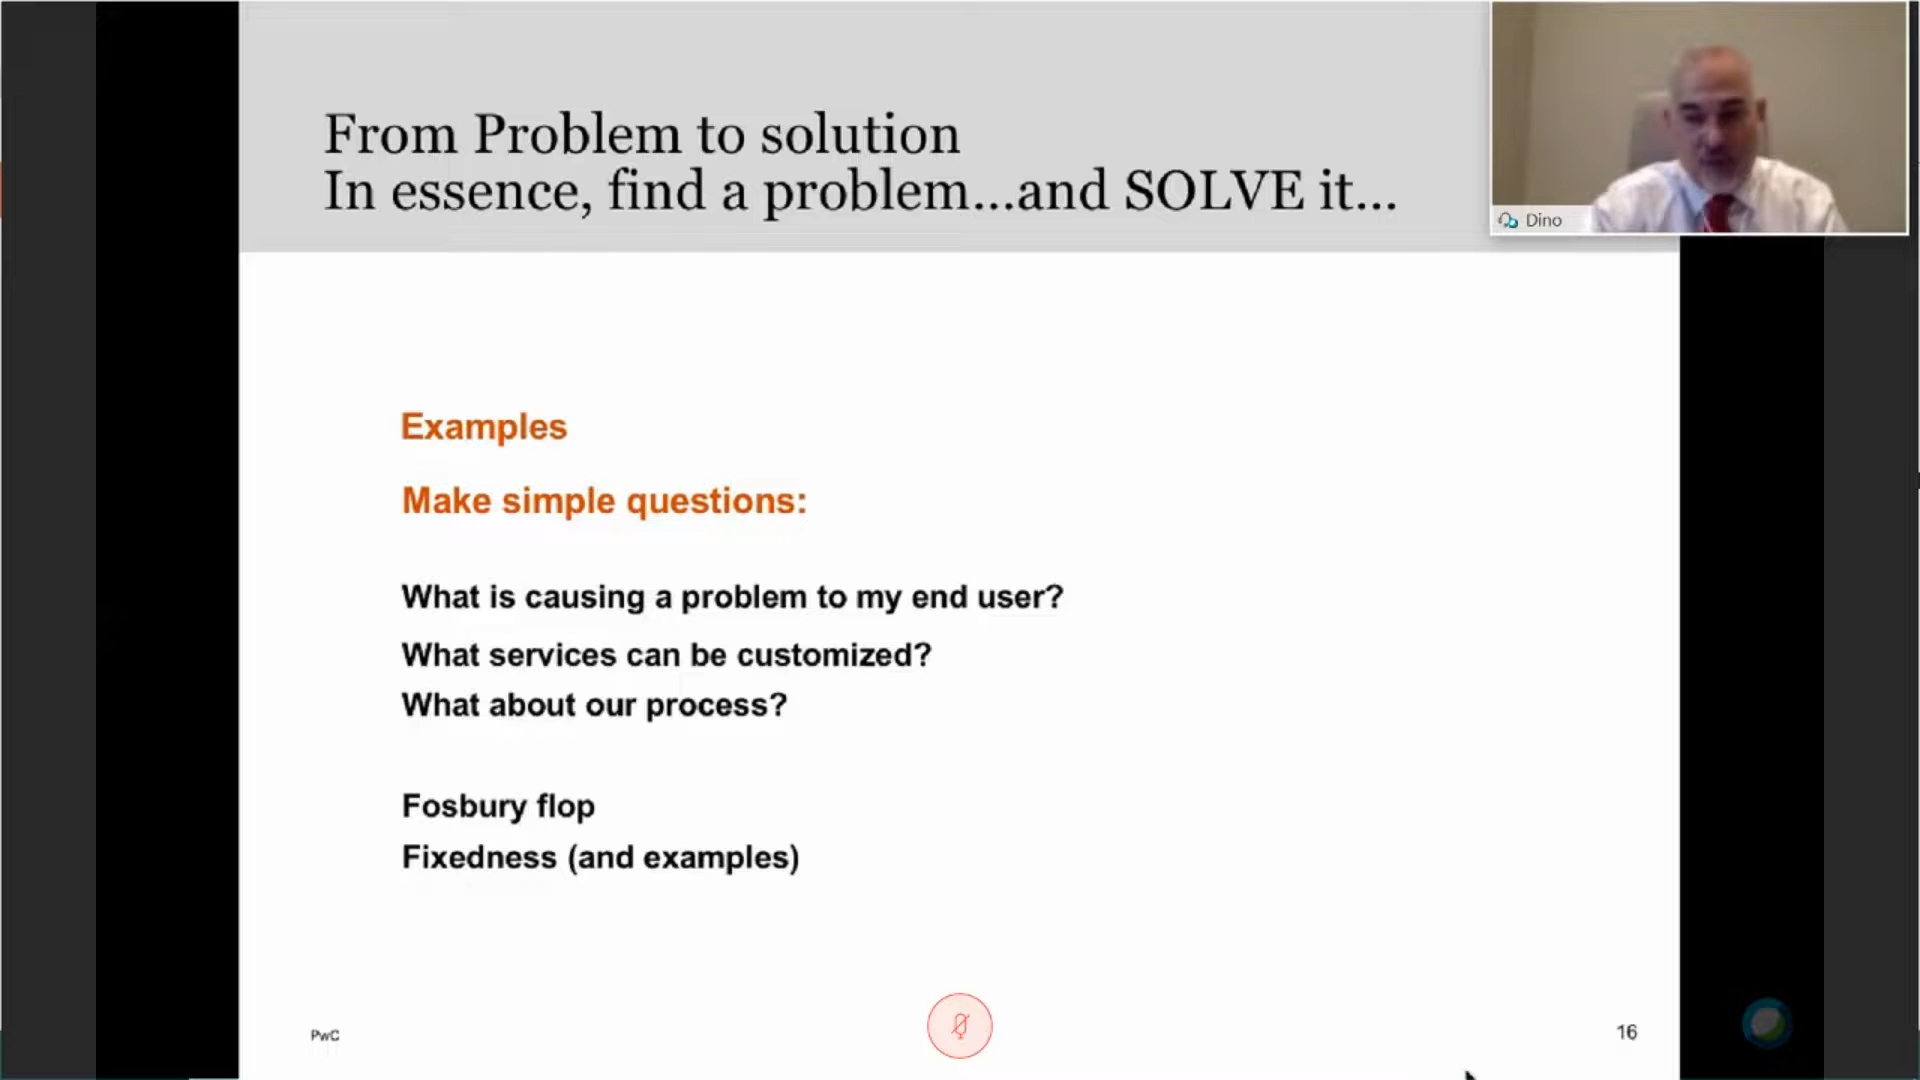 From Problem to solution
In essence, find a problem...and SOLVE it...
Dino
Examples
Make simple questions:
What is causing a problem to my end user?
What services can be customized?
What about our process?
Fosbury flop
Fixedness (and examples)
PwC
16